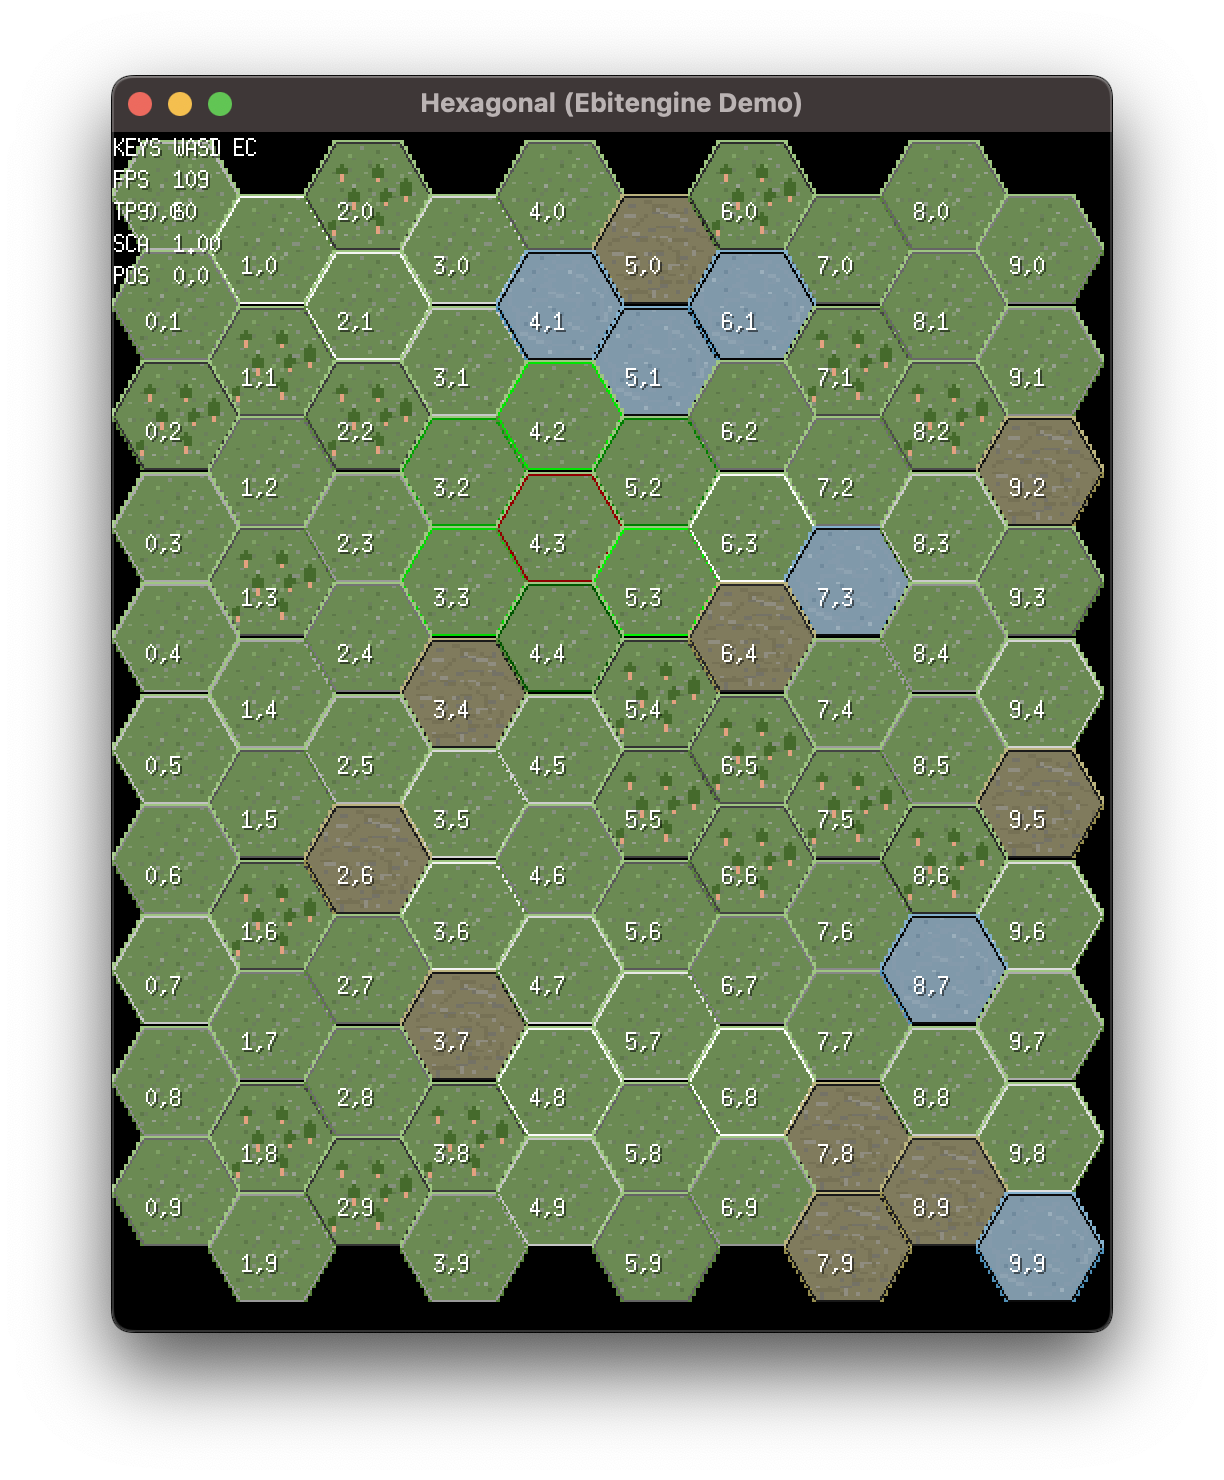 Hexagonal (Ebitengine Demo)
KEYS WASD EC
FPS 109
TPS 60
SCA 1.00
POS 0,0
0,0 2,0 4,0 6,0 8,0
1,0 3,0 5,0 7,0 9,0
0,1 2,1 4,1 6,1 8,1
1,1 3,1 5,1 7,1 9,1
0,2 2,2 4,2 6,2 8,2
1,2 3,2 5,2 7,2 9,2
0,3 2,3 4,3 6,3 8,3
1,3 3,3 5,3 7,3 9,3
0,4 2,4 4,4 6,4 8,4
1,4 3,4 5,4 7,4 9,4
0,5 2,5 4,5 6,5 8,5
1,5 3,5 5,5 7,5 9,5
0,6 2,6 4,6 6,6 8,6
1,6 3,6 5,6 7,6 9,6
0,7 2,7 4,7 6,7 8,7
1,7 3,7 5,7 7,7 9,7
0,8 2,8 4,8 6,8 8,8
1,8 3,8 5,8 7,8 9,8
0,9 2,9 4,9 6,9 8,9
1,9 3,9 5,9 7,9 9,9